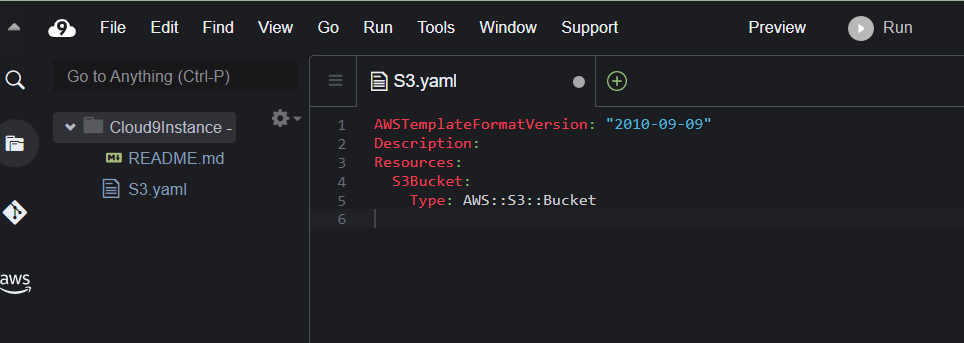 9 File Edit Find View Go Run Tools Window Support Preview Run
Go to Anything (Ctrl-P)
S3.yaml
Cloud9Instance -
README.md
S3.yaml
aws
1 AWSTemplateFormatVersion: "2010-09-09"
2 Description:
3 Resources:
4   S3Bucket:
5     Type: AWS::S3::Bucket
6